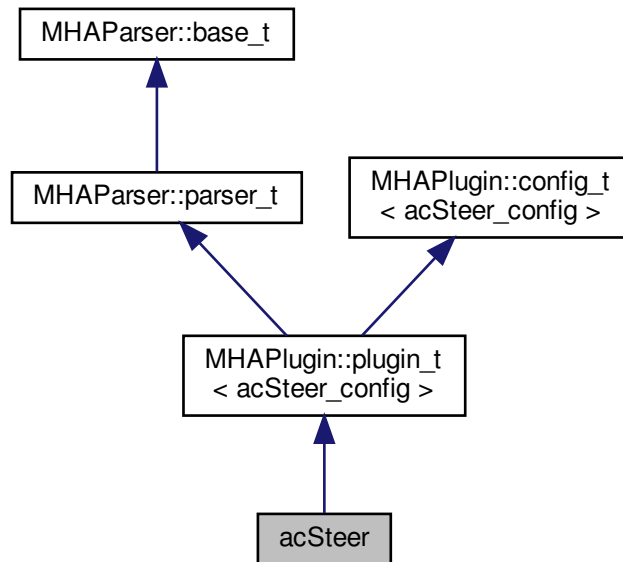 MHAParser::base_t
MHAParser::parser_t
MHAPlugin::config_t
< acSteer_config >
MHAPlugin::plugin_t
< acSteer_config >
acSteer